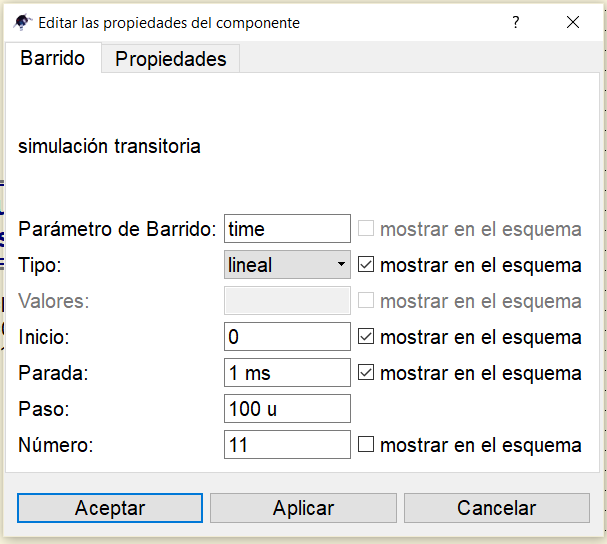 Editar las propiedades del componente
Barrido Propiedades
simulación transitoria
Parámetro de Barrido: time mostrar en el esquema
Tipo: lineal mostrar en el esquema
Valores: mostrar en el esquema
Inicio: 0 mostrar en el esquema
Parada: 1 ms mostrar en el esquema
Paso: 100 u
Número: 11 mostrar en el esquema
Aceptar Aplicar Cancelar